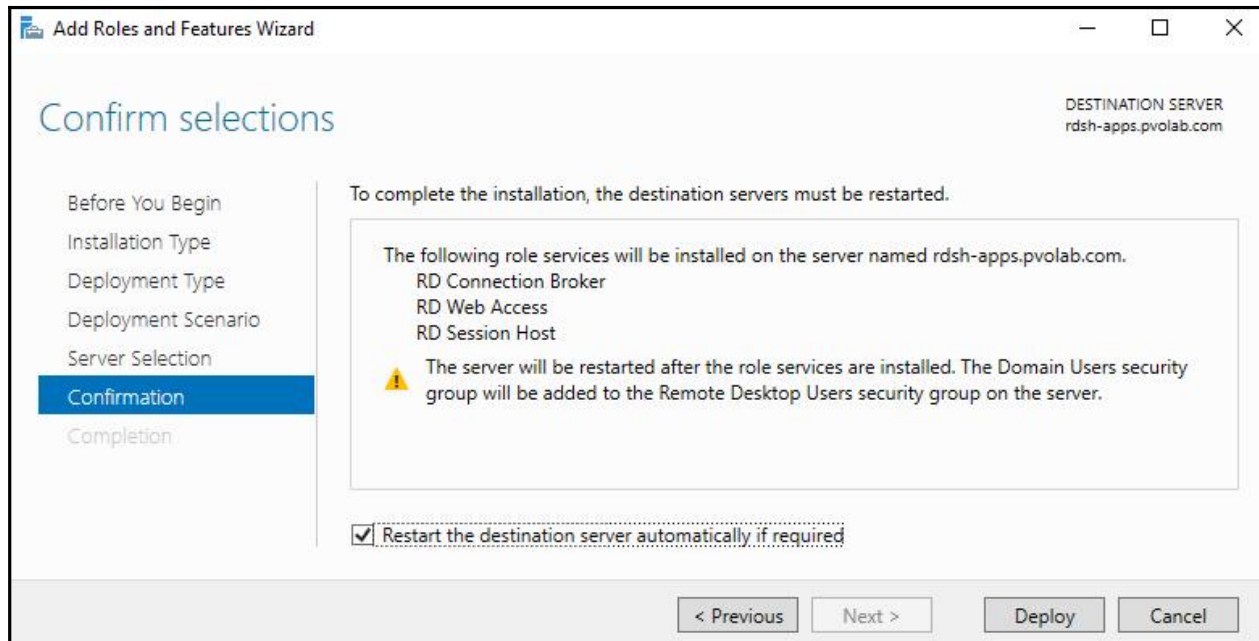 Add Roles and Features Wizard
Confirm selections
DESTINATION SERVER
rdsh-apps.pvolab.com
Before You Begin
Installation Type
Deployment Type
Deployment Scenario
Server Selection
Confirmation
Completion
To complete the installation, the destination servers must be restarted.
The following role services will be installed on the server named rdsh-apps.pvolab.com.
RD Connection Broker
RD Web Access
RD Session Host
The server will be restarted after the role services are installed. The Domain Users security
group will be added to the Remote Desktop Users security group on the server.
Restart the destination server automatically if required
< Previous
Next >
Deploy
Cancel